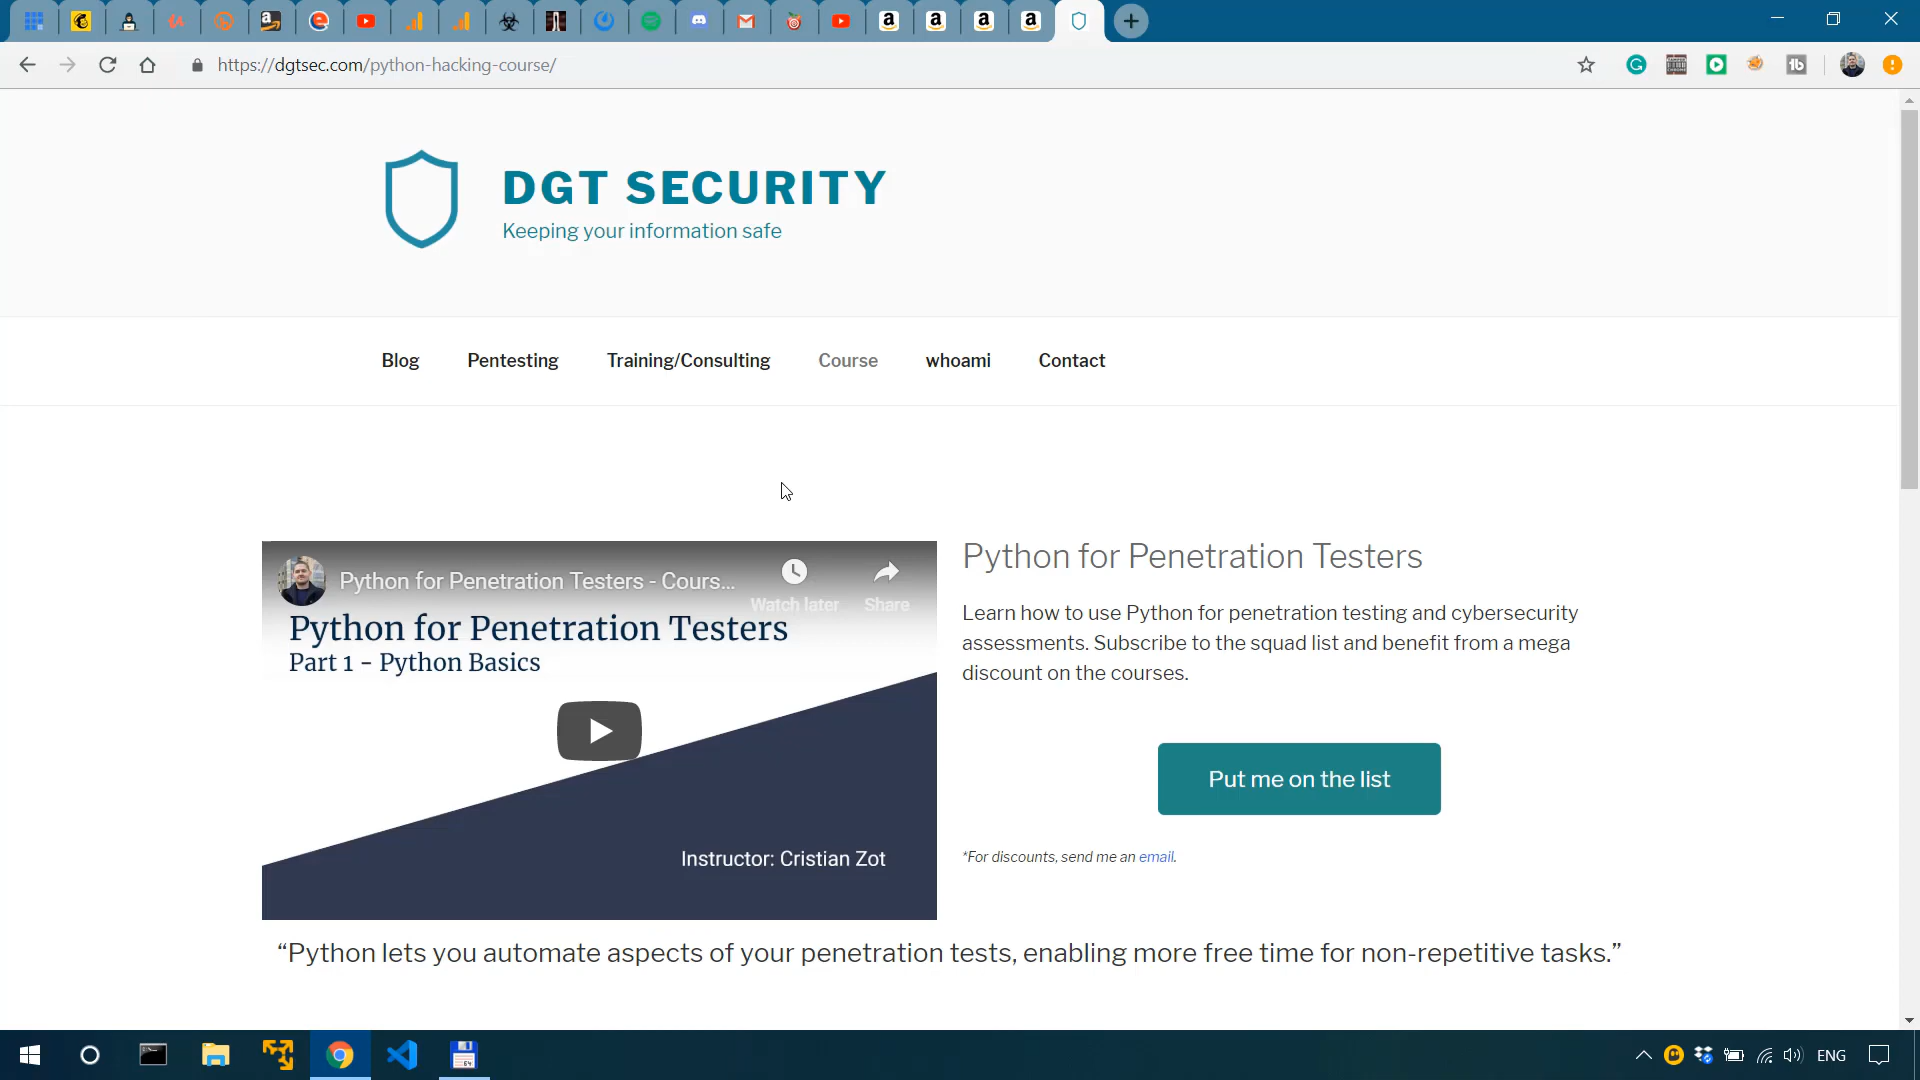 https://dgtsec.com/python-hacking-course/
DGT SECURITY
Keeping your information safe
Blog Pentesting Training/Consulting Course whoami Contact
Python for Penetration Testers - Cours...
Watch later Share
Python for Penetration Testers
Part 1 - Python Basics
Instructor: Cristian Zot
Python for Penetration Testers
Learn how to use Python for penetration testing and cybersecurity
assessments. Subscribe to the squad list and benefit from a mega
discount on the courses.
Put me on the list
*For discounts, send me an email.
“Python lets you automate aspects of your penetration tests, enabling more free time for non-repetitive tasks.”
64
ENG